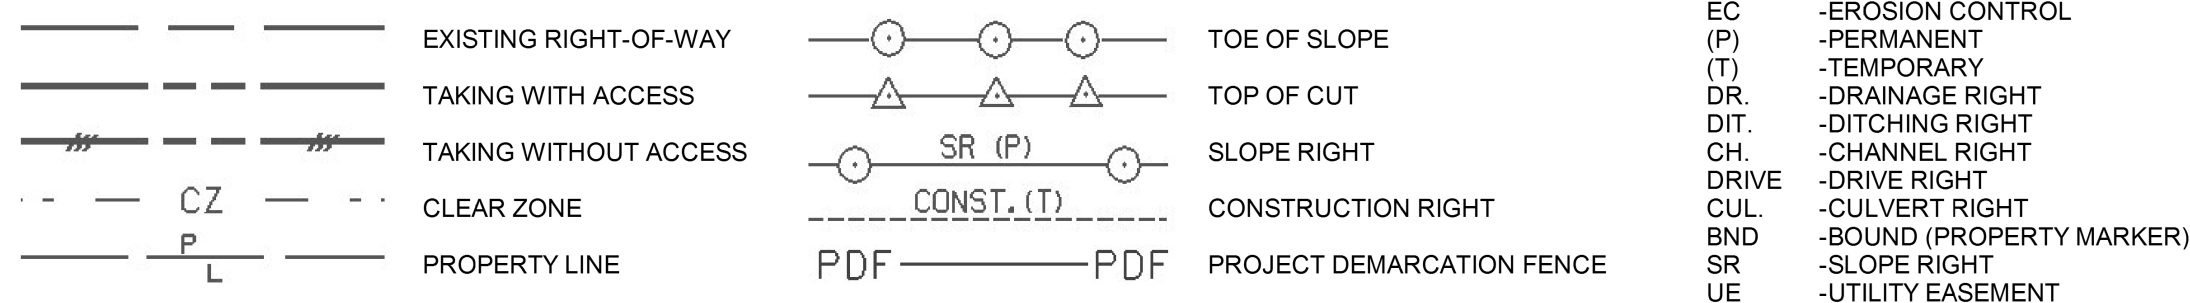 EXISTING RIGHT-OF-WAY
TAKING WITH ACCESS
TAKING WITHOUT ACCESS
CZ CLEAR ZONE
P
L PROPERTY LINE
TOE OF SLOPE
TOP OF CUT
SR (P) SLOPE RIGHT
CONST. (T) CONSTRUCTION RIGHT
PDF PDF PROJECT DEMARCATION FENCE
EC -EROSION CONTROL
(P) -PERMANENT
(T) -TEMPORARY
DR. -DRAINAGE RIGHT
DIT. -DITCHING RIGHT
CH. -CHANNEL RIGHT
DRIVE -DRIVE RIGHT
CUL. -CULVERT RIGHT
BND -BOUND (PROPERTY MARKER)
SR -SLOPE RIGHT
UE -UTILITY EASEMENT